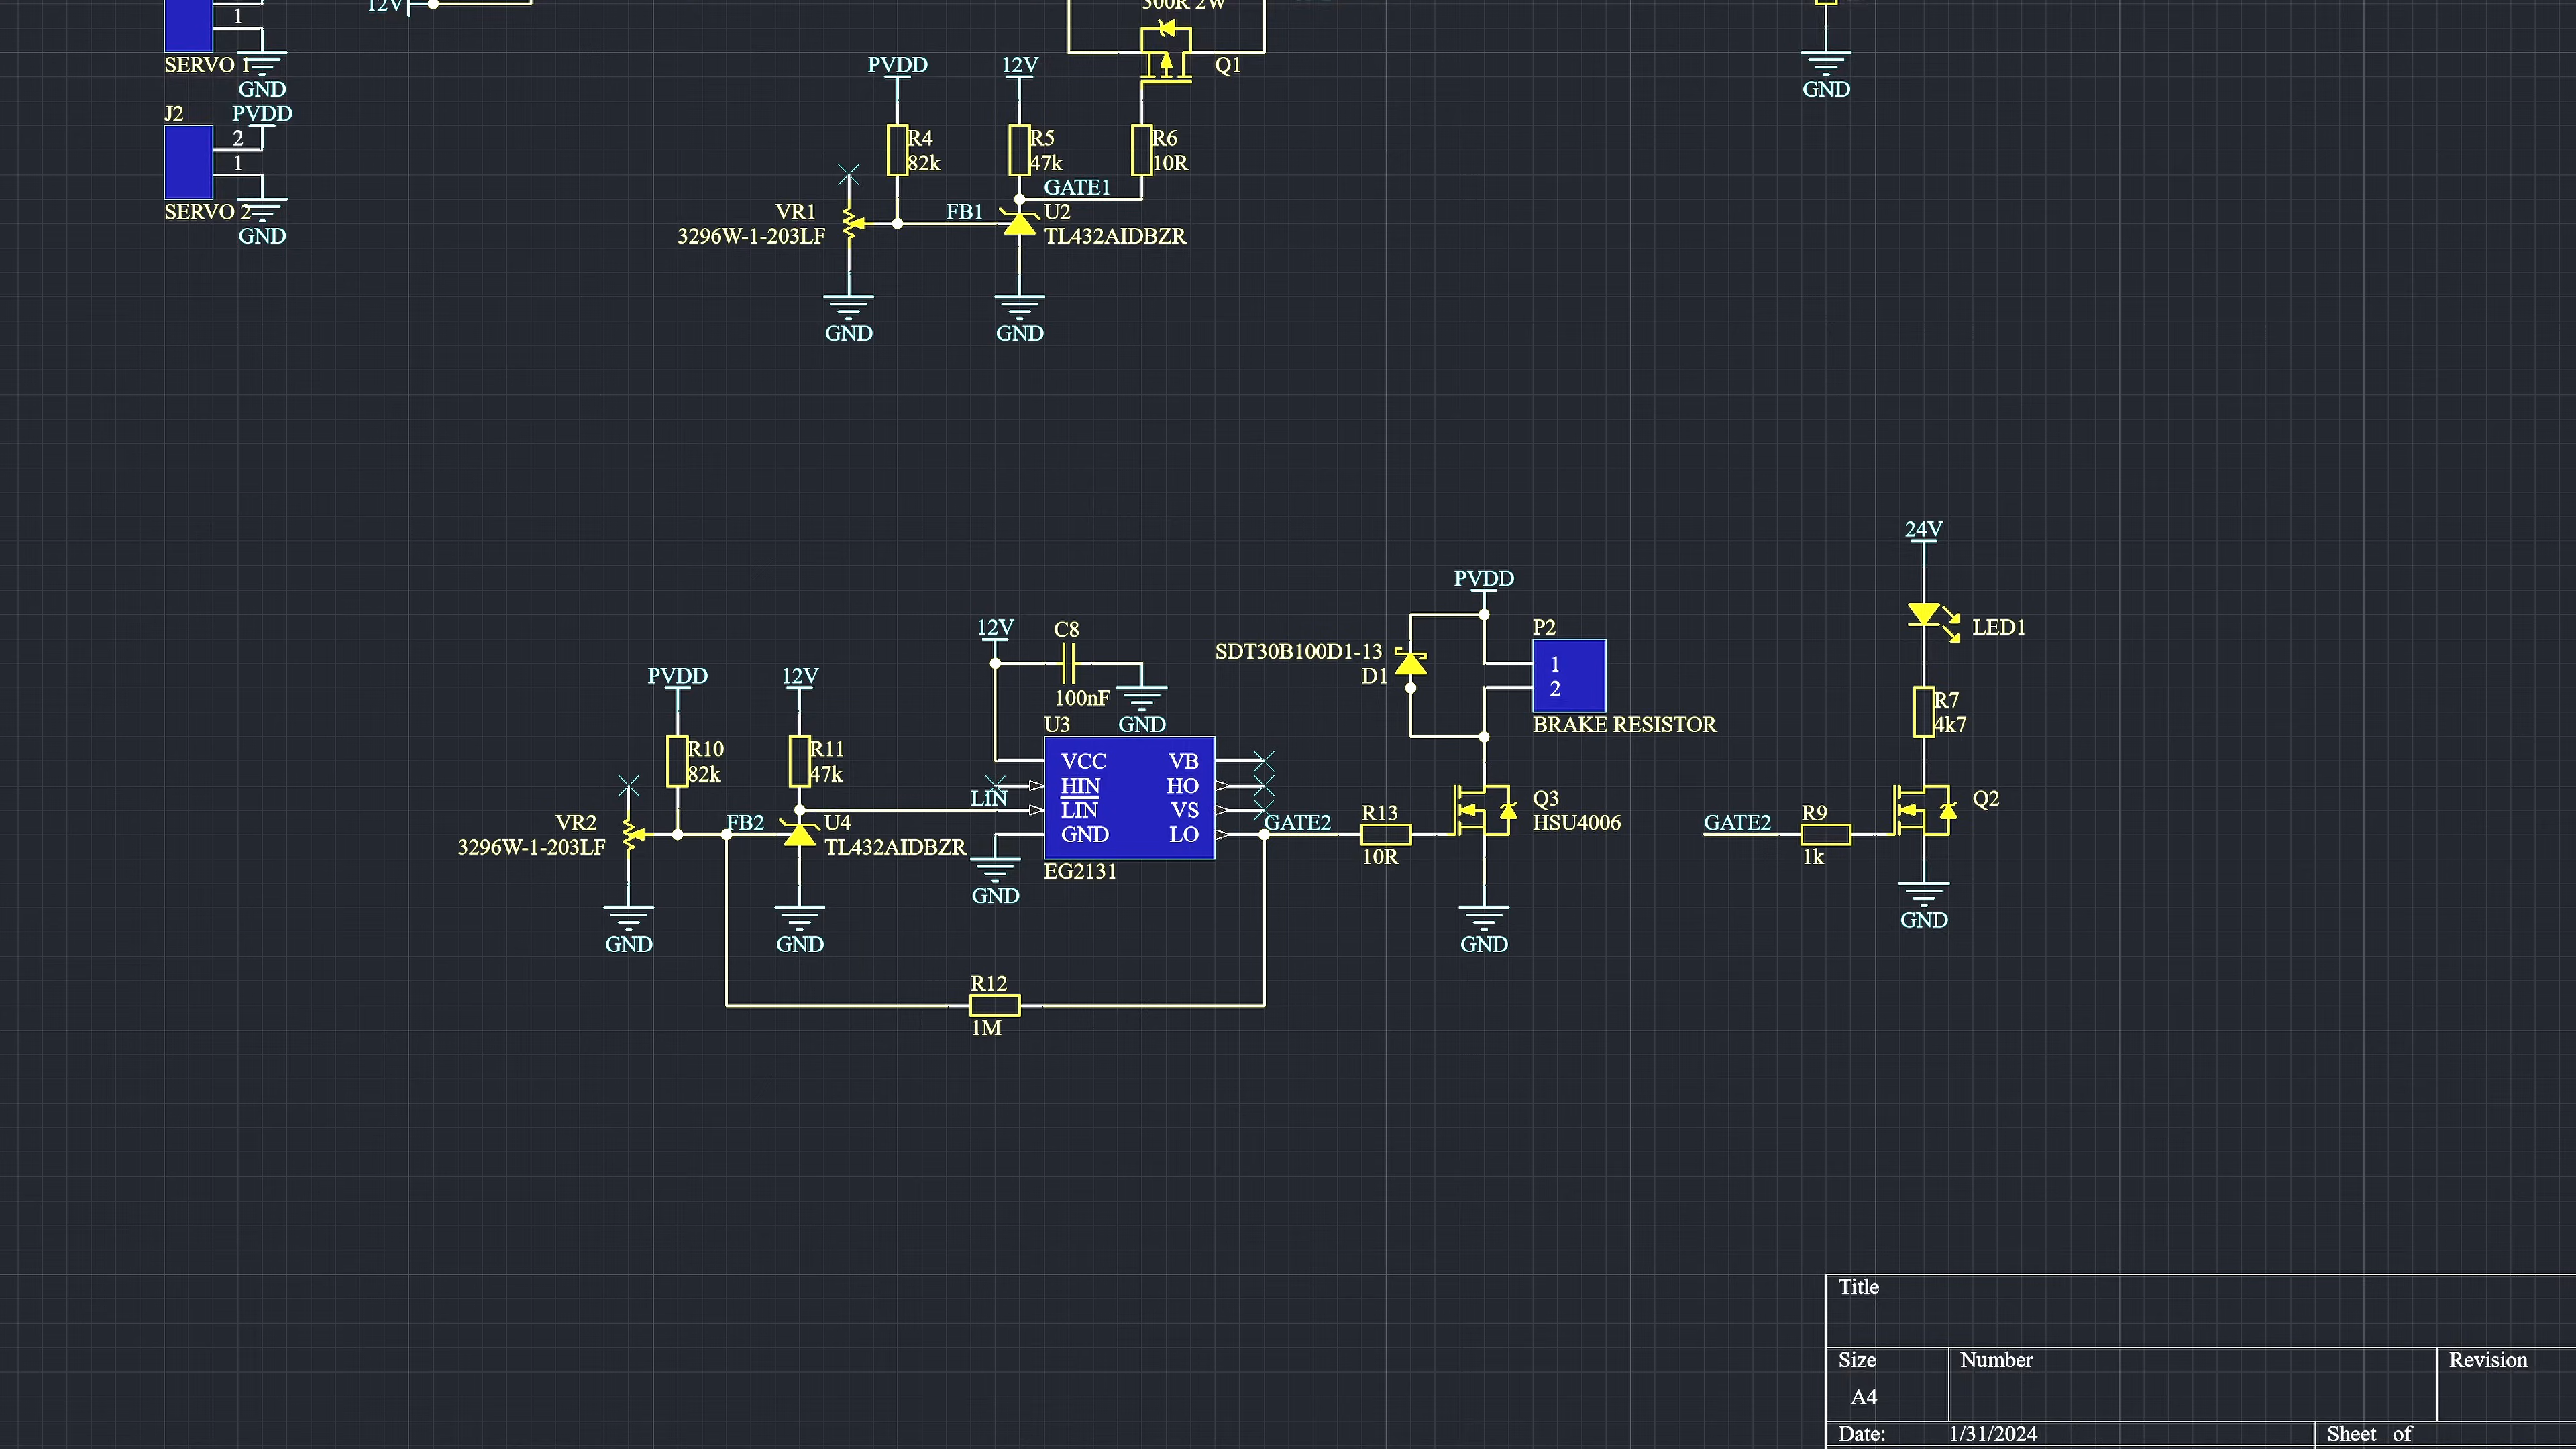 12V
300R 2W
1
SERVO 1
GND
J2
PVDD
2
1
SERVO 2
GND
PVDD
12V
Q1
GND
R4
82k
R5
47k
R6
10R
GATE1
VR1
3296W-1-203LF
FB1
U2
TL432AIDBZR
GND
GND
24V
LED1
R7
4k7
Q2
GATE2
R9
1k
GND
PVDD
P2
SDT30B100D1-13
D1
1
2
BRAKE RESISTOR
12V
C8
100nF
GND
U3
PVDD
12V
R10
82k
R11
47k
VCC
HIN
LIN
GND
VB
HO
VS
LO
EG2131
LIN
GND
VR2
3296W-1-203LF
FB2
U4
TL432AIDBZR
GATE2
R13
10R
Q3
HSU4006
GND
GND
GND
R12
1M
Title
Size
A4
Number
Revision
Date:
1/31/2024
Sheet of